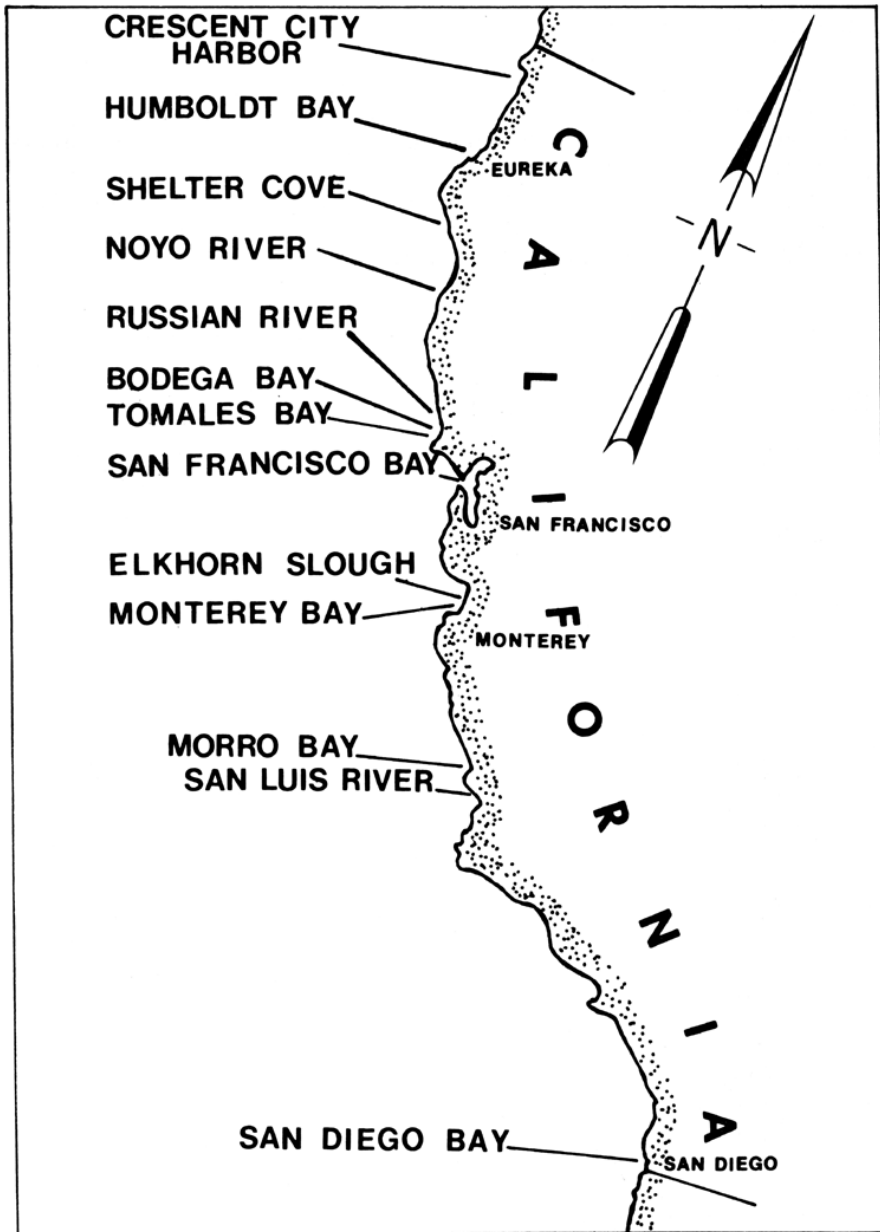 CRESCENT CITY
HARBOR
HUMBOLDT BAY
EUREKA
SHELTER COVE
NOYO RIVER
RUSSIAN RIVER
BODEGA BAY
TOMALES BAY
SAN FRANCISCO BAY
SAN FRANCISCO
ELKHORN SLOUGH
MONTEREY BAY
MONTEREY
MORRO BAY
SAN LUIS RIVER
SAN DIEGO BAY
SAN DIEGO
CALIFORNIA
N